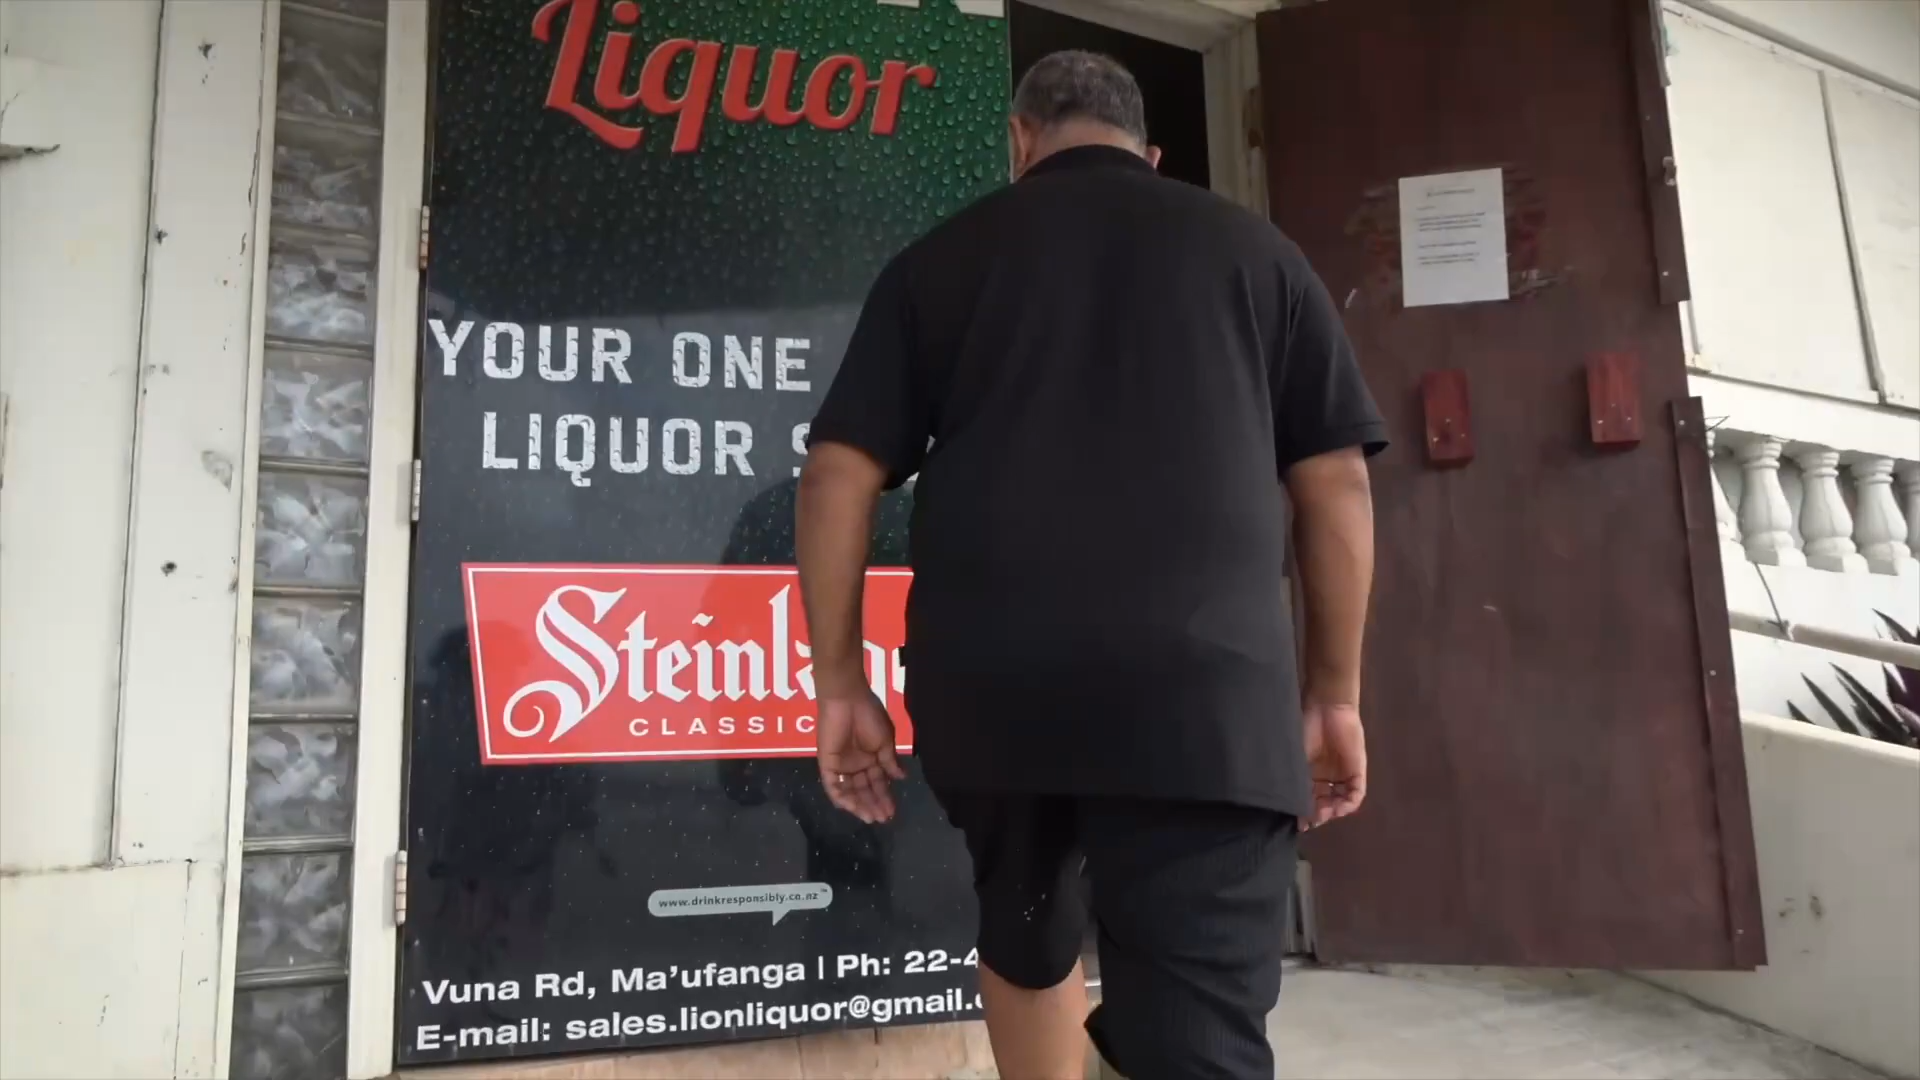 Liquor
YOUR ONE
LIQUOR
Steinlager
CLASSIC
www.drinkresponsibly.co.nz
Vuna Rd, Ma'ufanga | Ph: 22-4
E-mail: sales.lionliquor@gmail.